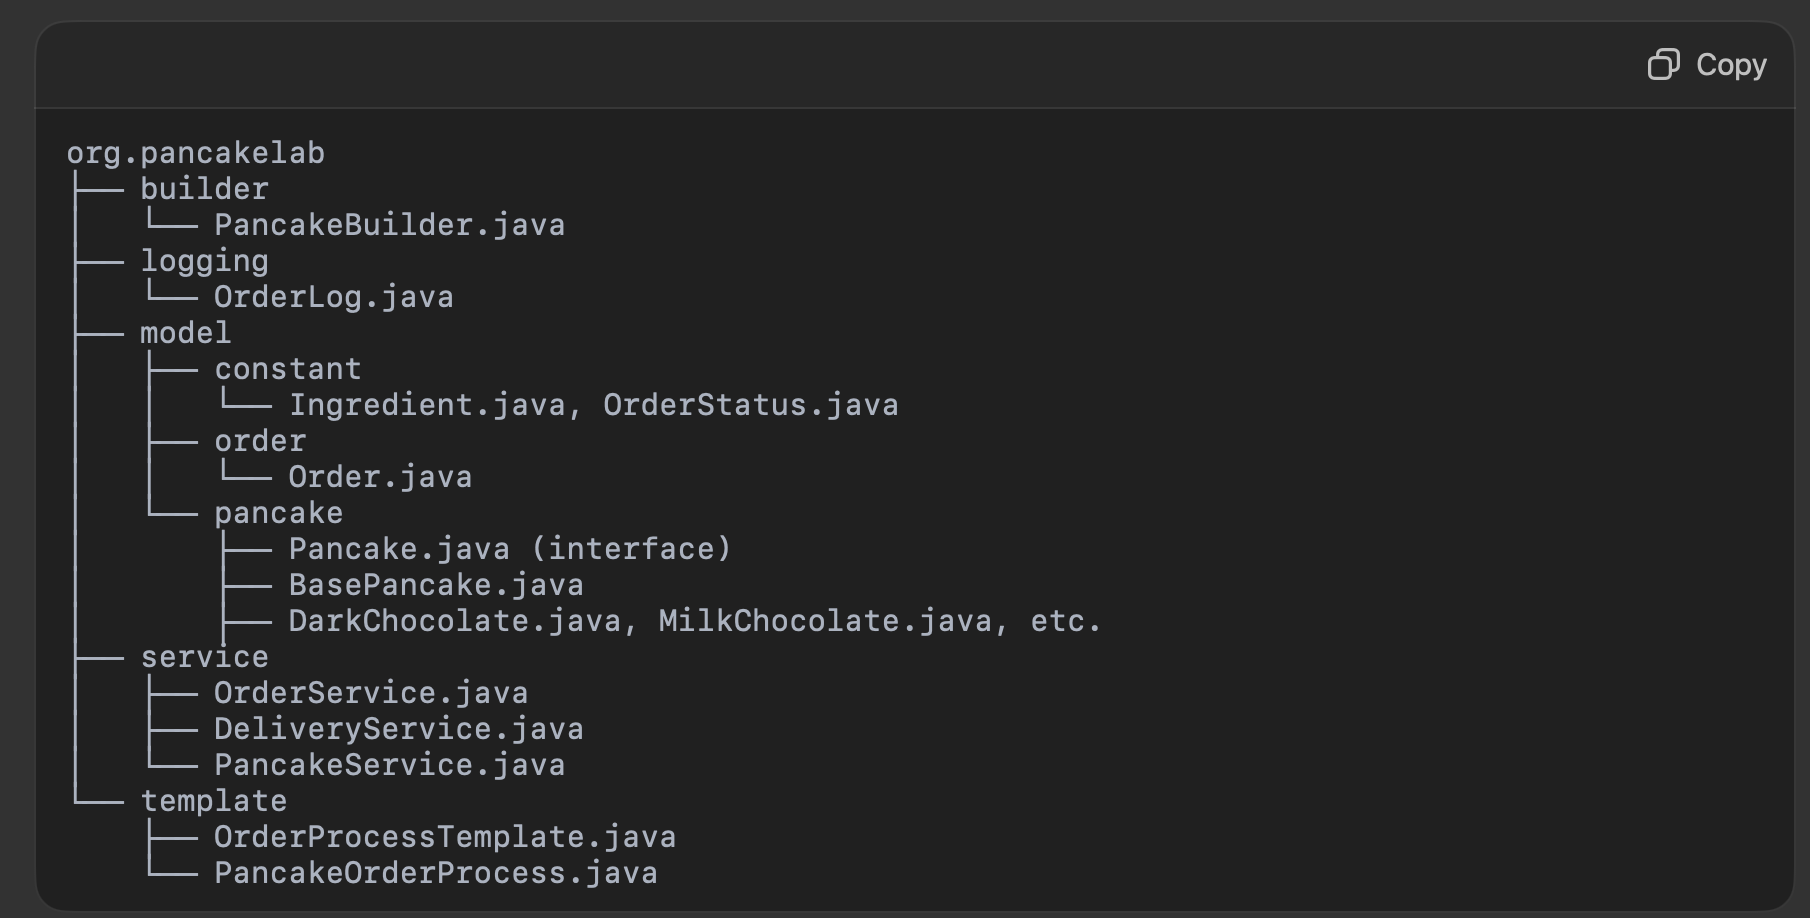 Copy
org.pancakelab
├── builder
│   └── PancakeBuilder.java
├── logging
│   └── OrderLog.java
├── model
│   ├── constant
│   │   └── Ingredient.java, OrderStatus.java
│   ├── order
│   │   └── Order.java
│   └── pancake
│       ├── Pancake.java (interface)
│       ├── BasePancake.java
│       ├── DarkChocolate.java, MilkChocolate.java, etc.
├── service
│   ├── OrderService.java
│   ├── DeliveryService.java
│   └── PancakeService.java
└── template
    ├── OrderProcessTemplate.java
    └── PancakeOrderProcess.java